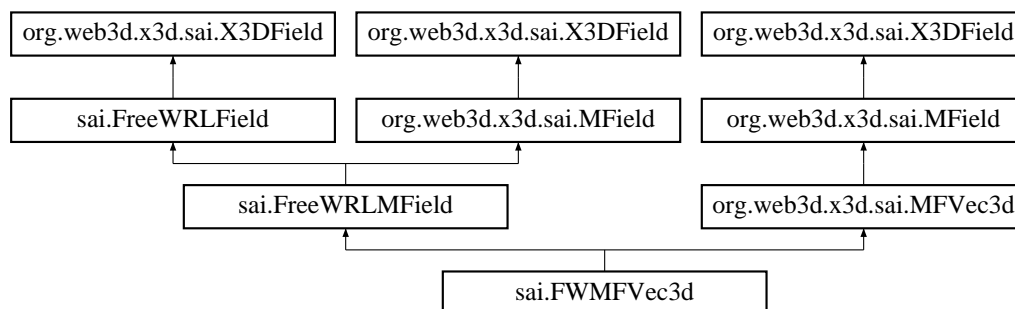 org.web3d.x3d.sai.X3DField org.web3d.x3d.sai.X3DField org.web3d.x3d.sai.X3DField
sai.FreeWRLField org.web3d.x3d.sai.MField org.web3d.x3d.sai.MField
sai.FreeWRLMField org.web3d.x3d.sai.MFVec3d
sai.FWMFVec3d